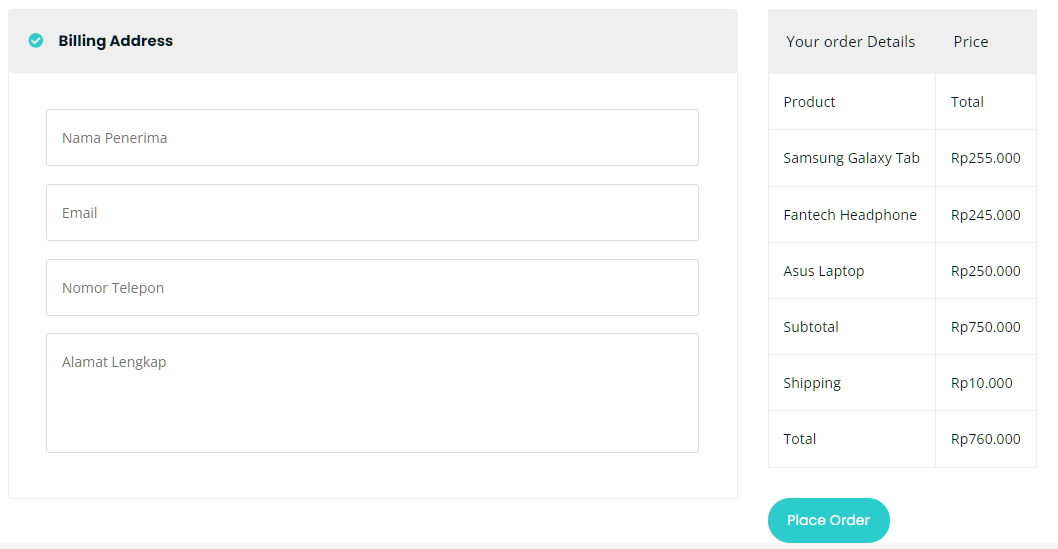 Billing Address
Nama Penerima
Email
Nomor Telepon
Alamat Lengkap
Your order Details Price
Product Total
Samsung Galaxy Tab Rp255.000
Fantech Headphone Rp245.000
Asus Laptop Rp250.000
Subtotal Rp750.000
Shipping Rp10.000
Total Rp760.000
Place Order